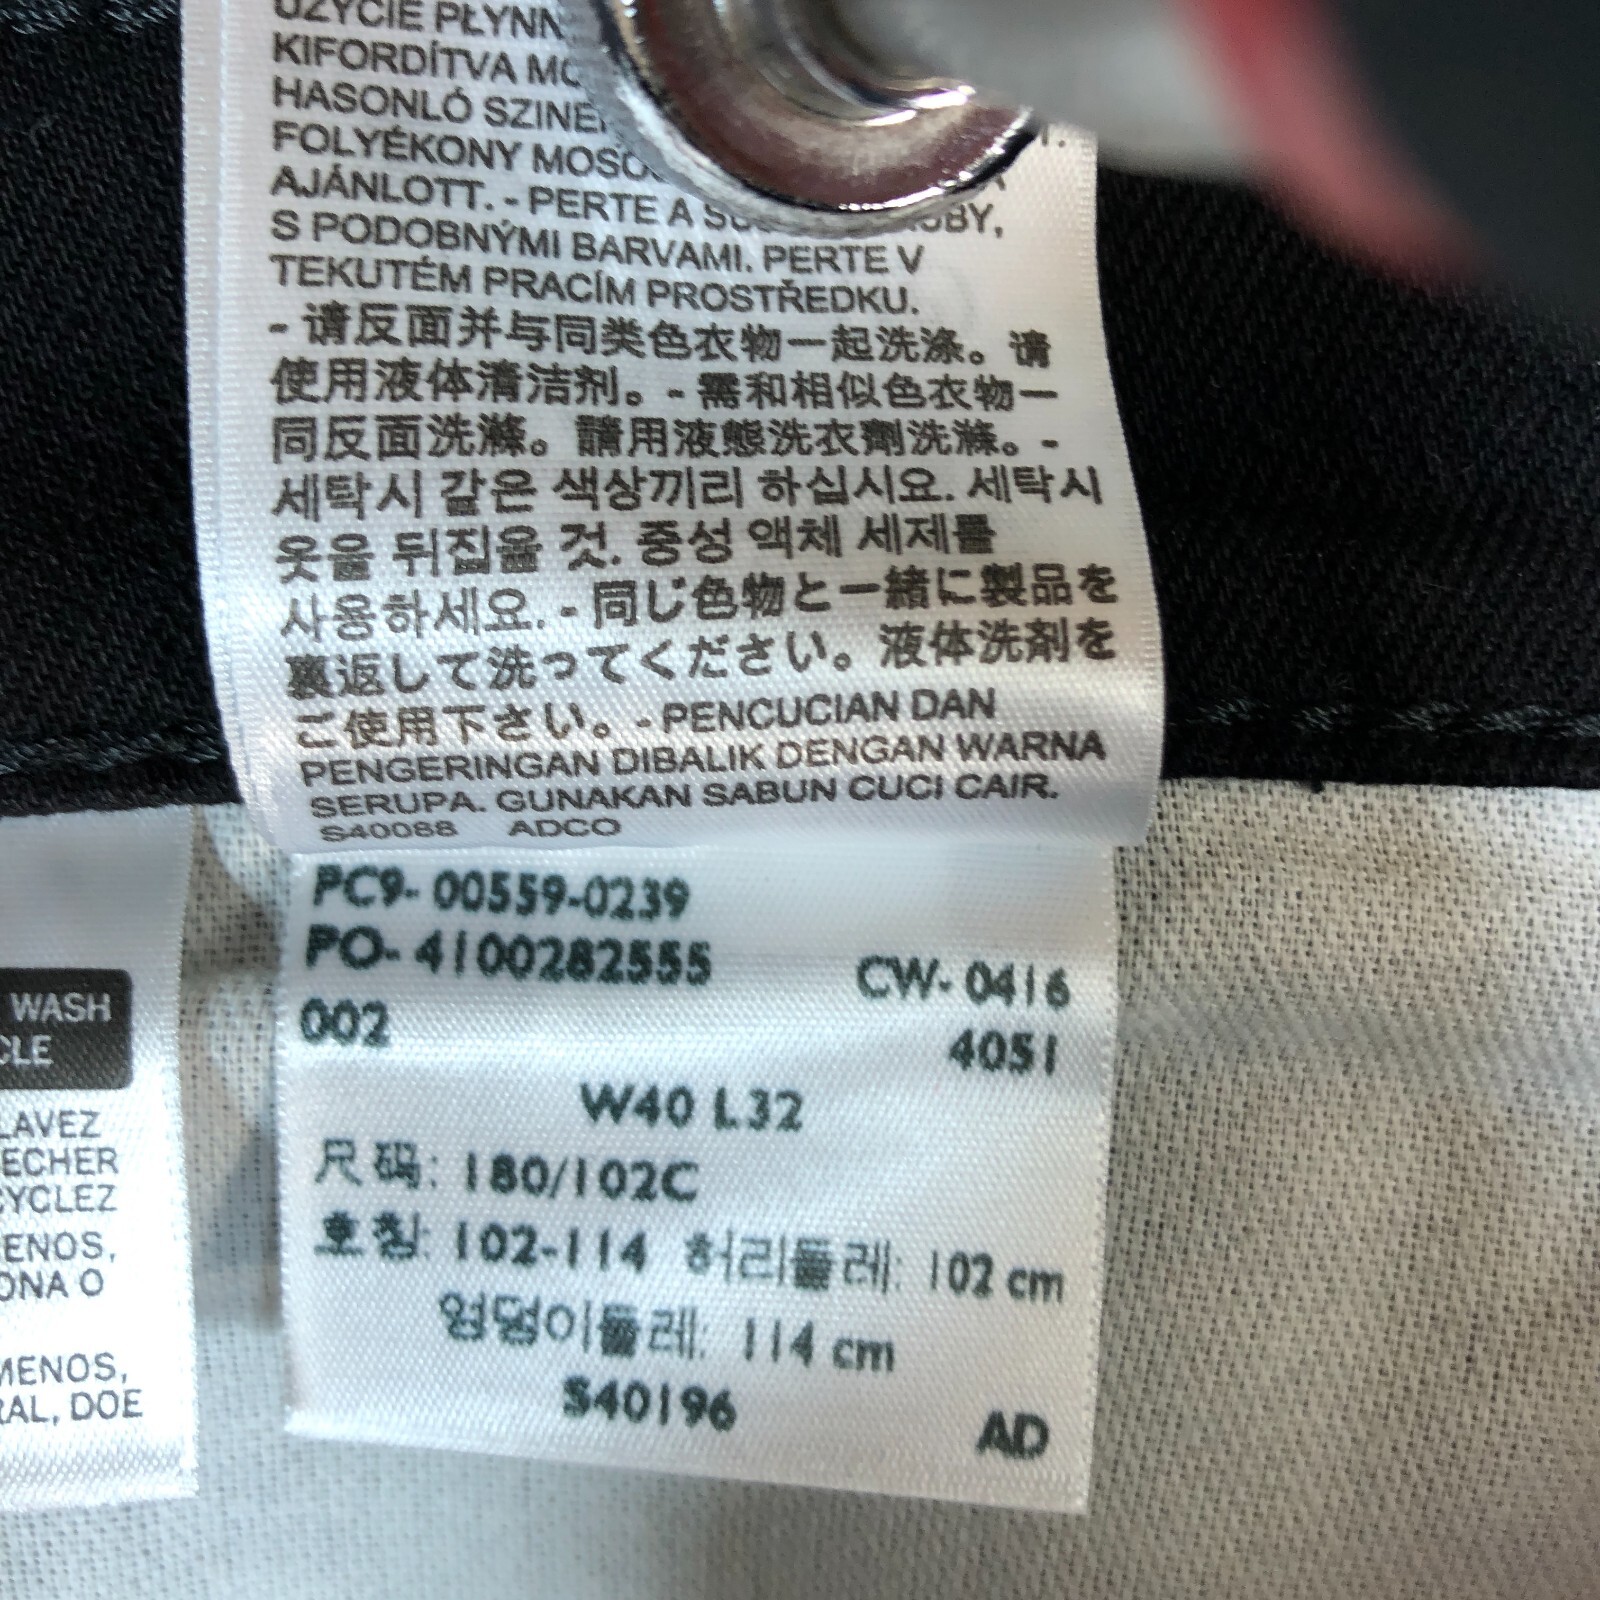 UŻYCIE PŁYNN
KIFORDÍTVA
HASONLÓ
FOLYÉKONY
AJÁNLOTT. - PERTE A
S PODOBNÝMI BARVAMI. PERTE V
TEKUTÉM PRACÍM PROSTŘEDKU.
- 请反面并与同类色衣物一起洗涤。请
使用液体清洁剂。- 需和相似色衣物一
同反面洗滌。請用液態洗衣劑洗滌。-
세탁시 같은 색상끼리 하십시요. 세탁시
옷을 뒤집을 것. 중성 액체 세제를
사용하세요. - 同じ色物と一緒に製品を
裏返して洗ってください。液体洗剤を
ご使用下さい。- PENCUCIAN DAN
PENGERINGAN DIBALIK DENGAN WARNA
SERUPA. GUNAKAN SABUN CUCI CAIR.
S40088 ADCO
PC9- 00559-0239
PO- 4100282555 CW- 0416
002 4051
W40 L32
尺码: 180/102C
호칭: 102-114 허리둘레: 102 cm
엉덩이둘레: 114 cm
S40196 AD
WASH
CLE
LAVEZ
ECHER
CYCLEZ
ENOS,
ONA O
MENOS,
RAL, DOE